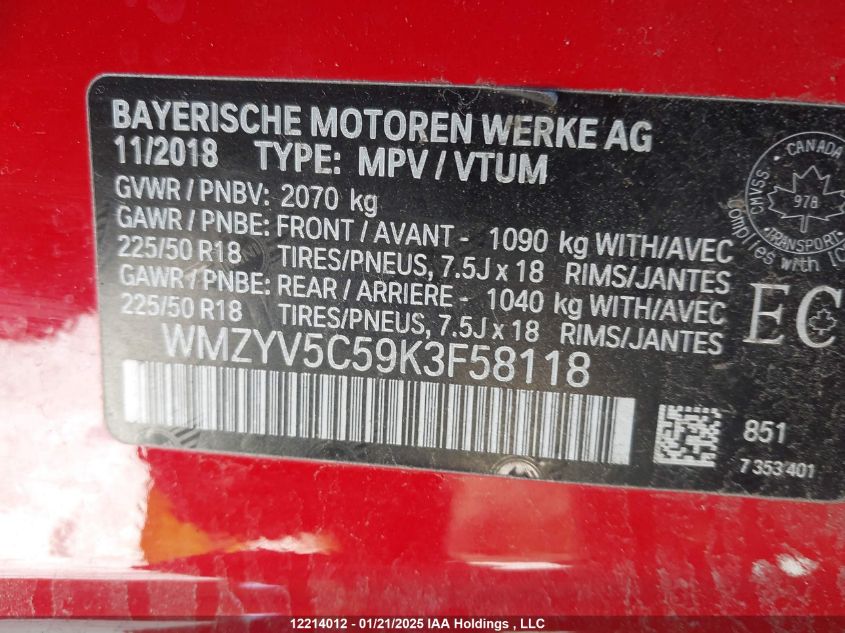 BAYERISCHE MOTOREN WERKE AG
11/2018 TYPE: MPV / VTUM
GVWR / PNBV: 2070 kg
GAWR / PNBE: FRONT / AVANT - 1090 kg WITH/AVEC
225/50 R18 TIRES/PNEUS, 7.5J x 18 RIMS/JANTES
GAWR / PNBE: REAR / ARRIERE - 1040 kg WITH/AVEC
225/50 R18 TIRES/PNEUS, 7.5J x 18 RIMS/JANTES
WMZYV5C59K3F58118
CANADA
CMVSS
978
TRANSPORT
complies with
EC
851
7 353 401
12214012 - 01/21/2025 IAA Holdings , LLC